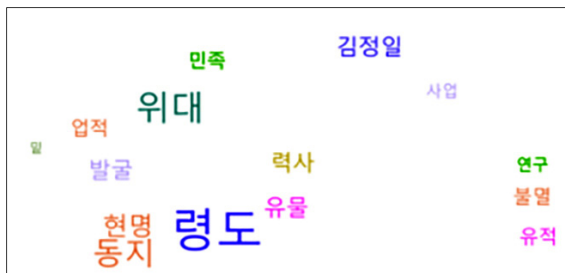 김정일
민족
사업
위대
업적
밑
력사
연구
발굴
불멸
유물
현명
령도
유적
동지